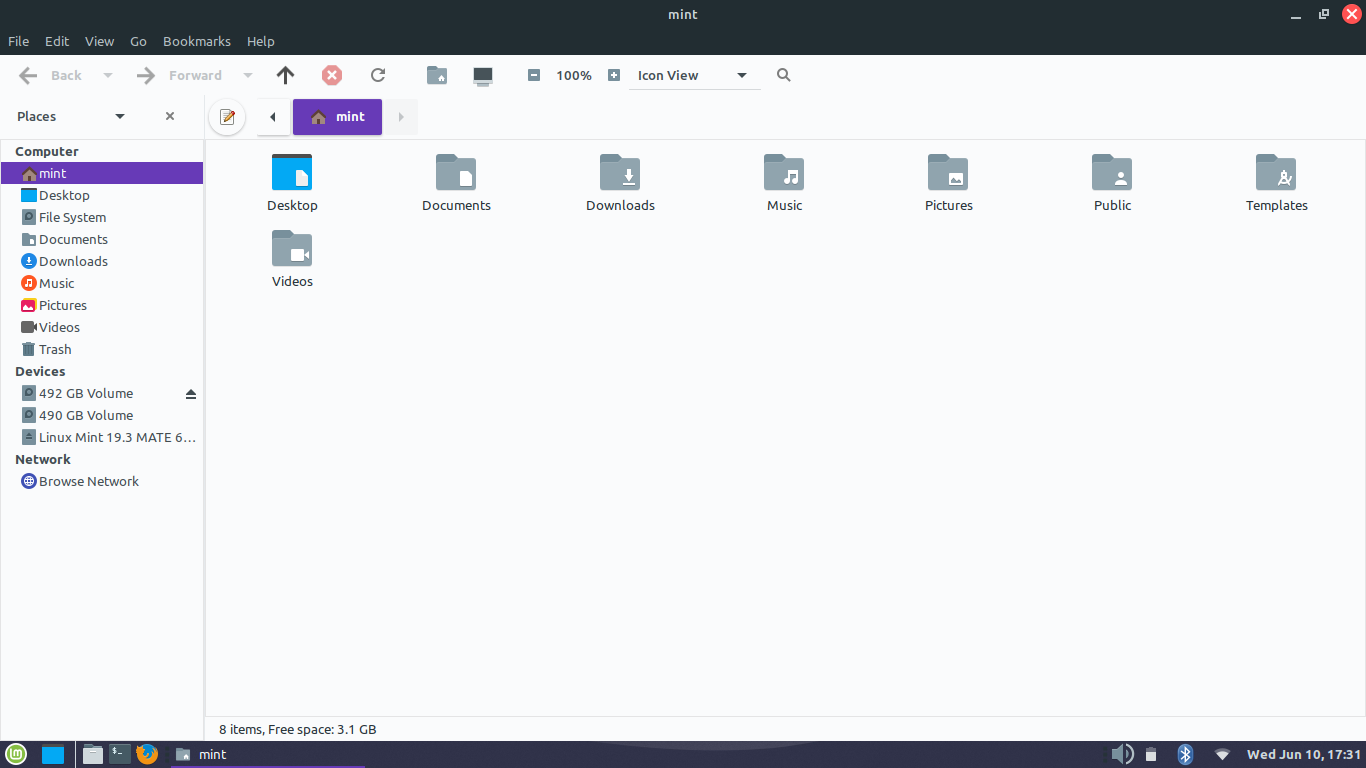 mint
File Edit View Go Bookmarks Help
Back Forward 100% Icon View
Places mint
Computer
mint
Desktop
File System
Documents
Downloads
Music
Pictures
Videos
Trash
Devices
492 GB Volume
490 GB Volume
Linux Mint 19.3 MATE 6…
Network
Browse Network
Desktop Documents Downloads Music Pictures Public Templates
Videos
8 items, Free space: 3.1 GB
mint Wed Jun 10, 17:31